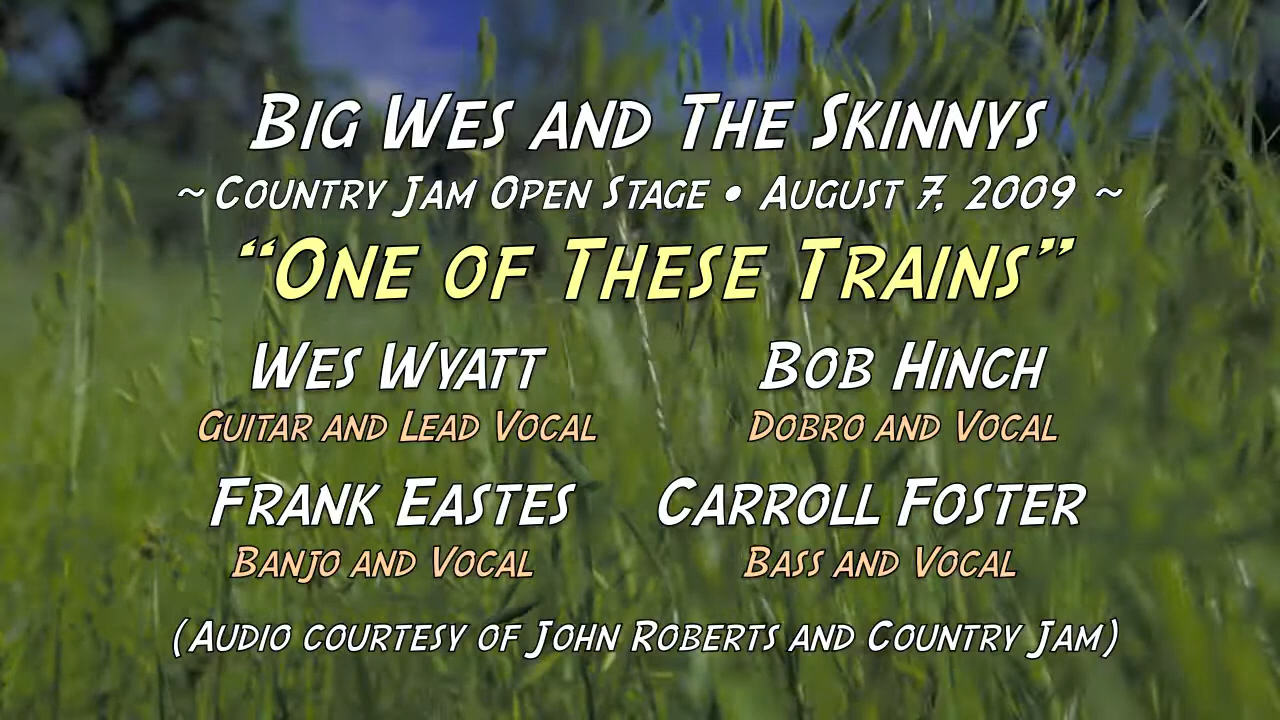 Big Wes and The Skinnys
~ Country Jam Open Stage • August 7, 2009 ~
“One of These Trains”
Wes Wyatt Bob Hinch
Guitar and Lead Vocal Dobro and Vocal
Frank Eastes Carroll Foster
Banjo and Vocal Bass and Vocal
(Audio courtesy of John Roberts and Country Jam)